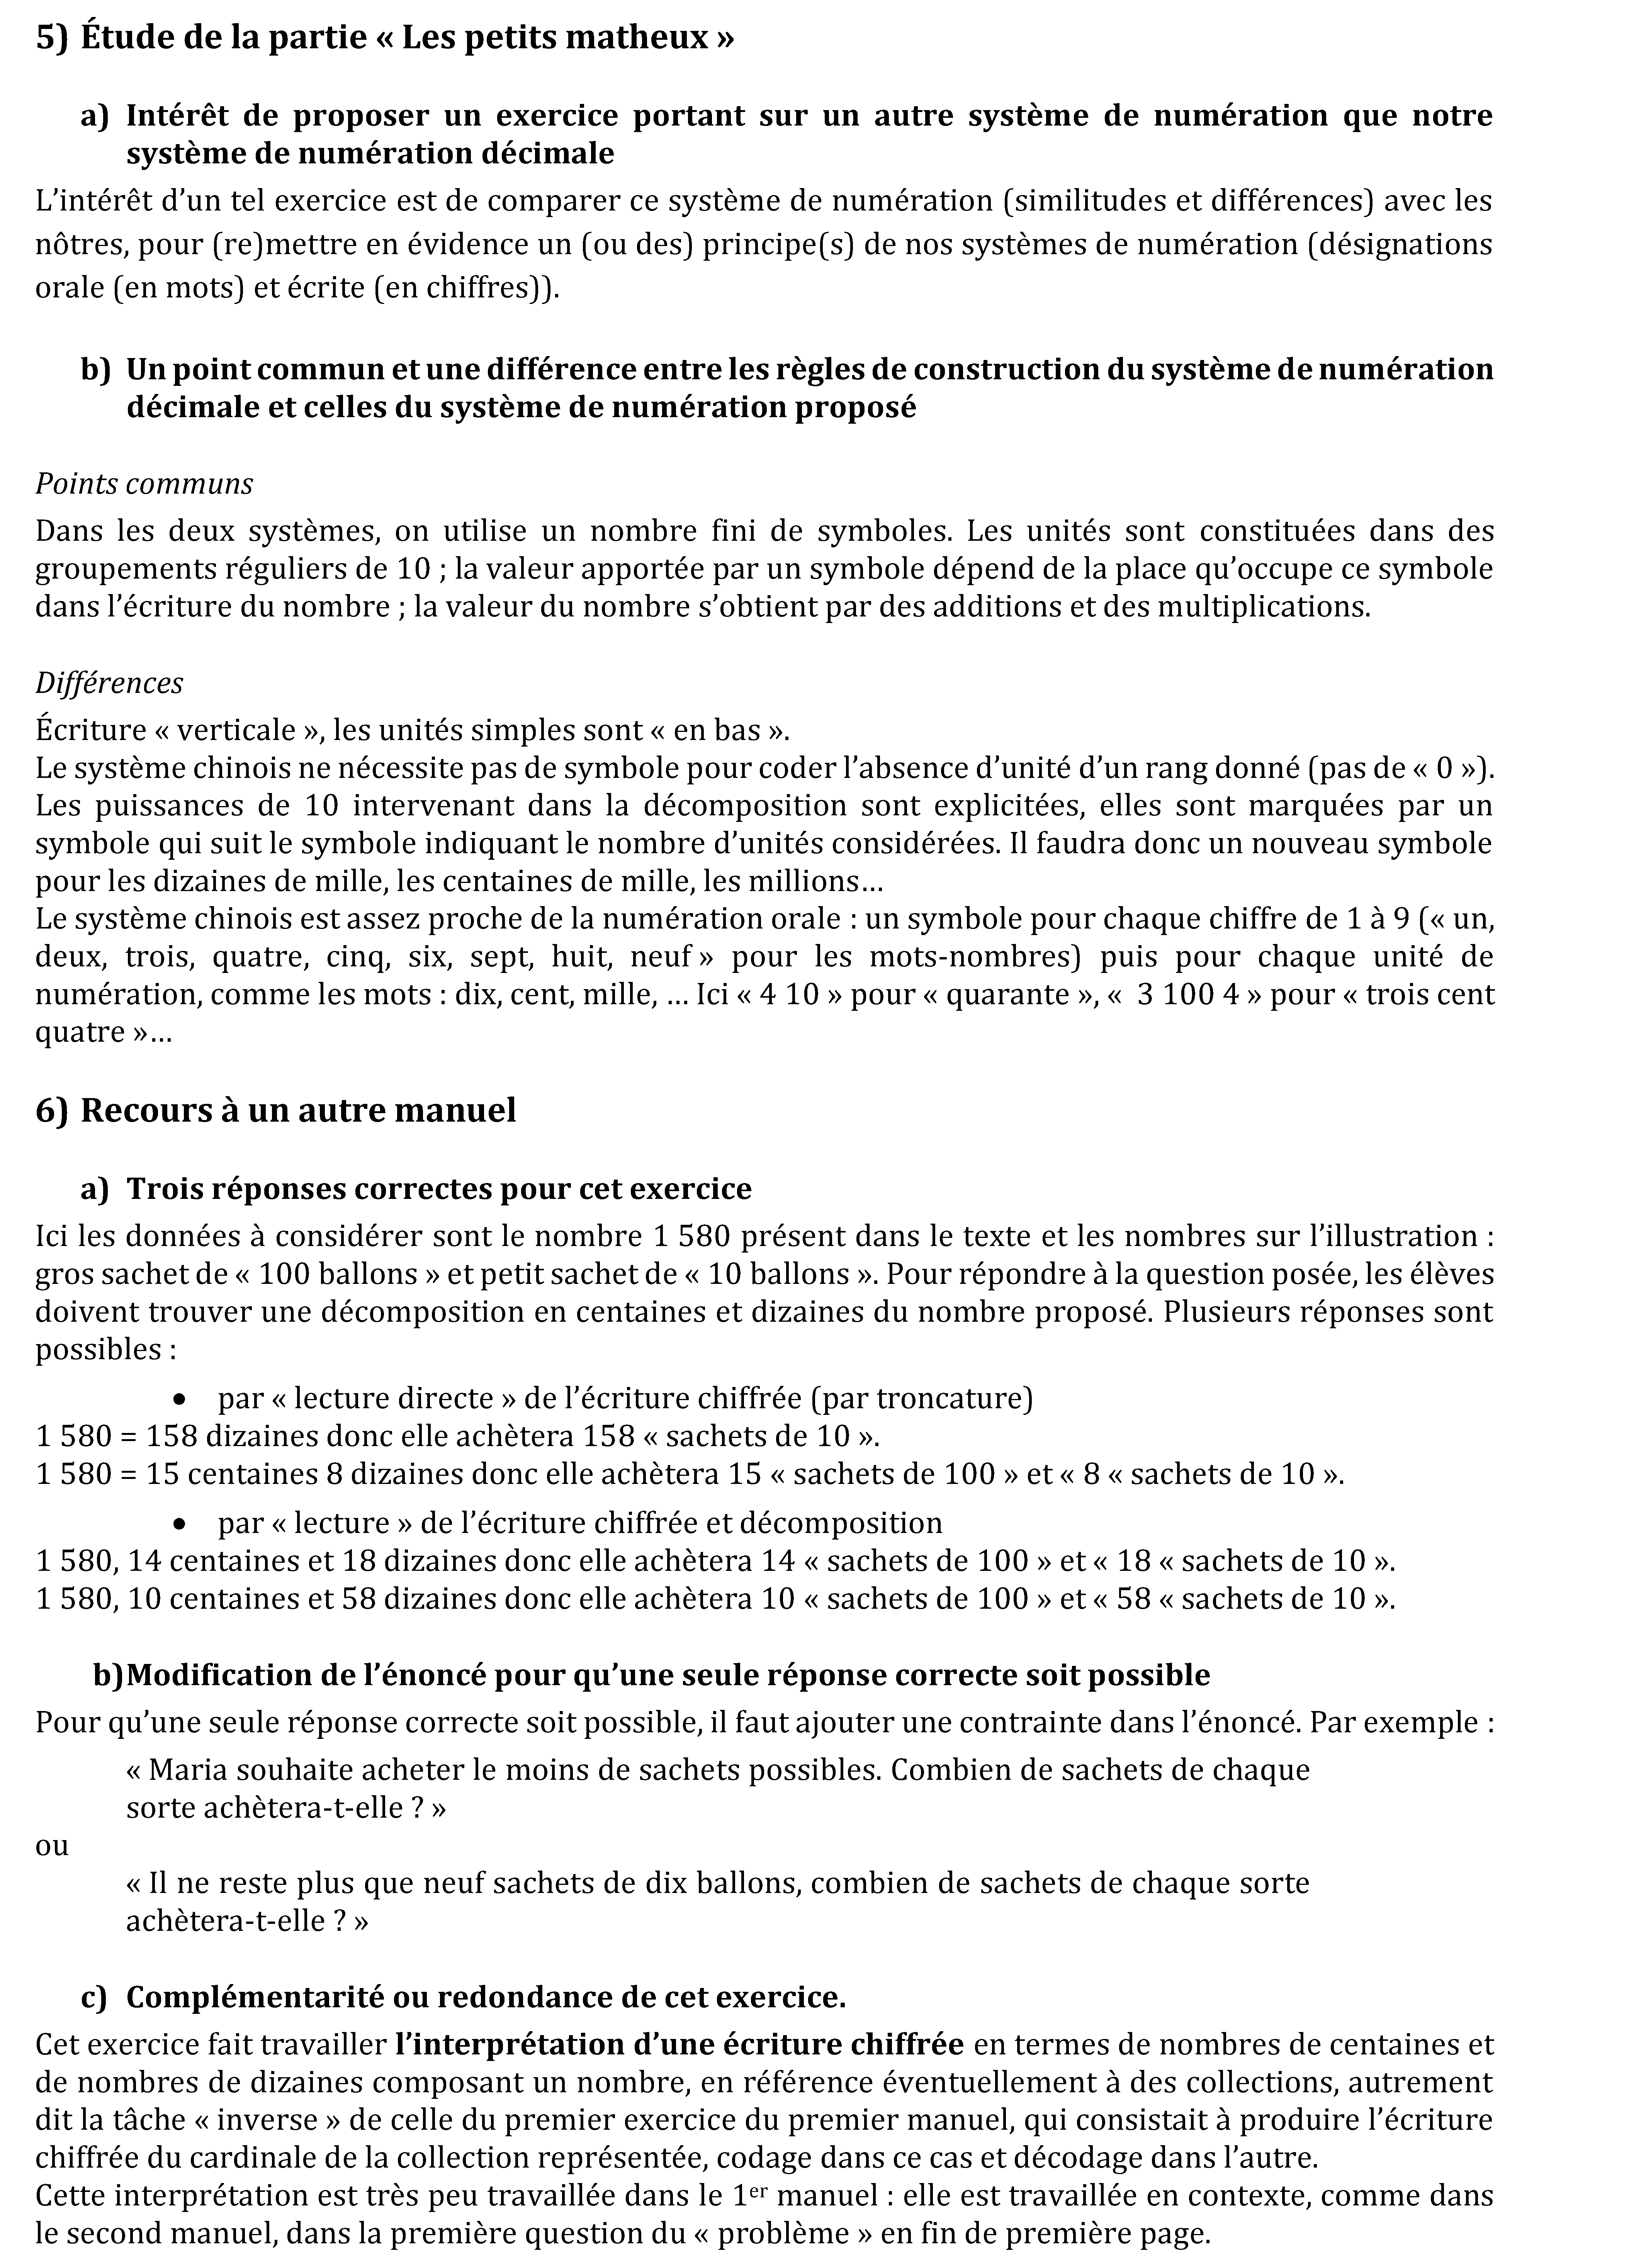 5) Étude de la partie « Les petits matheux »
a) Intérêt de proposer un exercice portant sur un autre système de numération que notre
système de numération décimale
L’intérêt d’un tel exercice est de comparer ce système de numération (similitudes et différences) avec les
nôtres, pour (re)mettre en évidence un (ou des) principe(s) de nos systèmes de numération (désignations
orale (en mots) et écrite (en chiffres)).
b) Un point commun et une différence entre les règles de construction du système de numération
décimale et celles du système de numération proposé
Points communs
Dans les deux systèmes, on utilise un nombre fini de symboles. Les unités sont constituées dans des
groupements réguliers de 10 ; la valeur apportée par un symbole dépend de la place qu’occupe ce symbole
dans l’écriture du nombre ; la valeur du nombre s’obtient par des additions et des multiplications.
Différences
Écriture « verticale », les unités simples sont « en bas ».
Le système chinois ne nécessite pas de symbole pour coder l’absence d’unité d’un rang donné (pas de « 0 »).
Les puissances de 10 intervenant dans la décomposition sont explicitées, elles sont marquées par un
symbole qui suit le symbole indiquant le nombre d’unités considérées. Il faudra donc un nouveau symbole
pour les dizaines de mille, les centaines de mille, les millions…
Le système chinois est assez proche de la numération orale : un symbole pour chaque chiffre de 1 à 9 (« un,
deux, trois, quatre, cinq, six, sept, huit, neuf » pour les mots-nombres) puis pour chaque unité de
numération, comme les mots : dix, cent, mille, … Ici « 4 10 » pour « quarante », « 3 100 4 » pour « trois cent
quatre »…
6) Recours à un autre manuel
a) Trois réponses correctes pour cet exercice
Ici les données à considérer sont le nombre 1 580 présent dans le texte et les nombres sur l’illustration :
gros sachet de « 100 ballons » et petit sachet de « 10 ballons ». Pour répondre à la question posée, les élèves
doivent trouver une décomposition en centaines et dizaines du nombre proposé. Plusieurs réponses sont
possibles :
• par « lecture directe » de l’écriture chiffrée (par troncature)
1 580 = 158 dizaines donc elle achètera 158 « sachets de 10 ».
1 580 = 15 centaines 8 dizaines donc elle achètera 15 « sachets de 100 » et « 8 « sachets de 10 ».
• par « lecture » de l’écriture chiffrée et décomposition
1 580, 14 centaines et 18 dizaines donc elle achètera 14 « sachets de 100 » et « 18 « sachets de 10 ».
1 580, 10 centaines et 58 dizaines donc elle achètera 10 « sachets de 100 » et « 58 « sachets de 10 ».
b)Modification de l’énoncé pour qu’une seule réponse correcte soit possible
Pour qu’une seule réponse correcte soit possible, il faut ajouter une contrainte dans l’énoncé. Par exemple :
« Maria souhaite acheter le moins de sachets possibles. Combien de sachets de chaque
sorte achètera-t-elle ? »
ou
« Il ne reste plus que neuf sachets de dix ballons, combien de sachets de chaque sorte
achètera-t-elle ? »
c) Complémentarité ou redondance de cet exercice.
Cet exercice fait travailler l’interprétation d’une écriture chiffrée en termes de nombres de centaines et
de nombres de dizaines composant un nombre, en référence éventuellement à des collections, autrement
dit la tâche « inverse » de celle du premier exercice du premier manuel, qui consistait à produire l’écriture
chiffrée du cardinale de la collection représentée, codage dans ce cas et décodage dans l’autre.
Cette interprétation est très peu travaillée dans le 1er manuel : elle est travaillée en contexte, comme dans
le second manuel, dans la première question du « problème » en fin de première page.